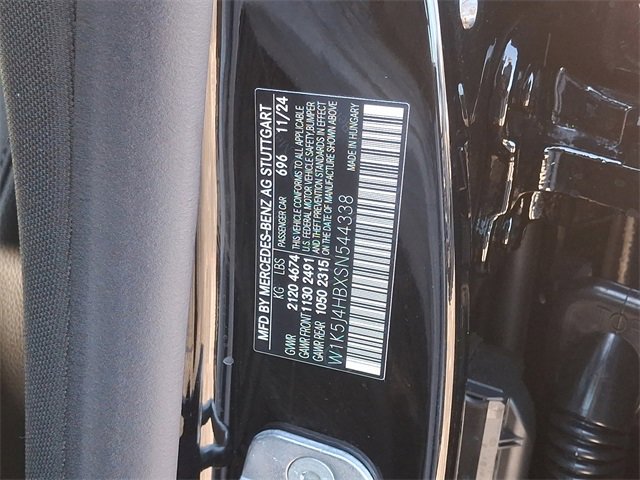 MFD BY MERCEDES-BENZ AG STUTTGART
PASSENGER CAR 696 11/24
KG LBS
GVWR 2120 4674
GAWR FRONT 1130 2491
GAWR REAR 1050 2315
THIS VEHICLE CONFORMS TO ALL APPLICABLE
U.S. FEDERAL MOTOR VEHICLE SAFETY/BUMPER
AND THEFT PREVENTION STANDARDS IN EFFECT
ON THE DATE OF MANUFACTURE SHOWN ABOVE
MADE IN HUNGARY
W1K5J4HBXSN544338